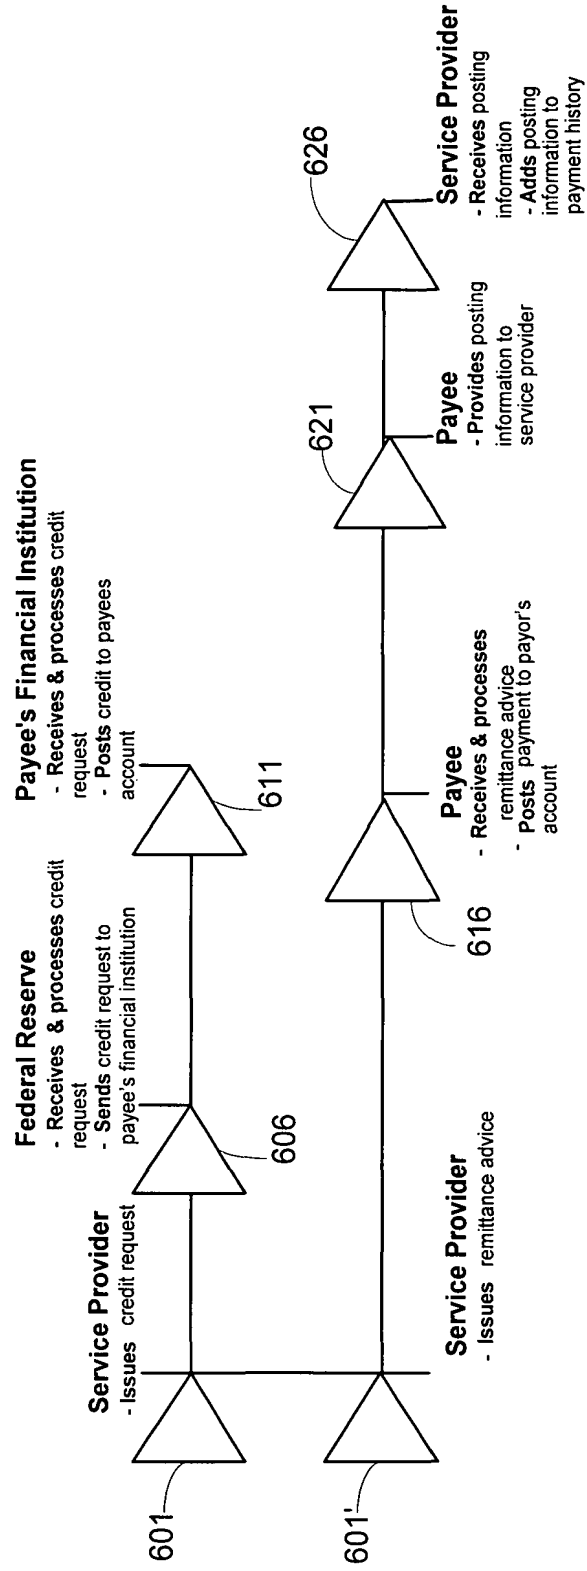 Service Provider
- Issues credit request
601
Federal Reserve
- Receives & processes credit
request
- Sends credit request to
payee's financial institution
606
Payee's Financial Institution
- Receives & processes credit
request
- Posts credit to payees
account
611
Service Provider
- Issues remittance advice
601'
Payee
- Receives & processes
remittance advice
- Posts payment to payor's
account
616
Payee
- Provides posting
information to
service provider
621
Service Provider
- Receives posting
information
- Adds posting
information to
payment history
626